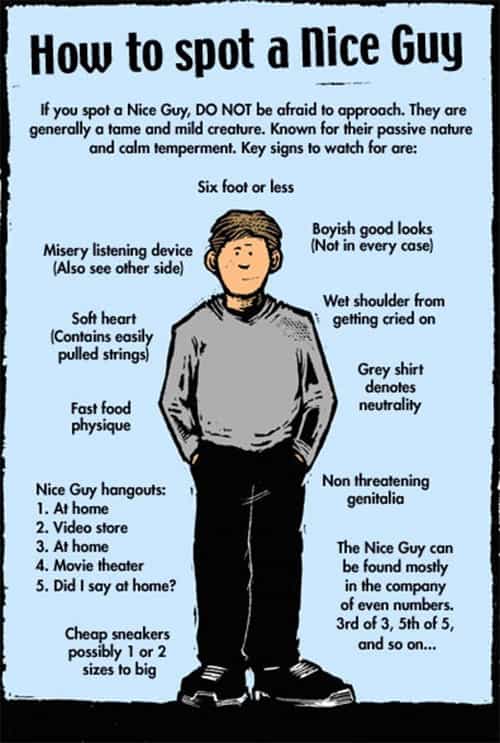 How to spot a Nice Guy
If you spot a Nice Guy, DO NOT be afraid to approach. They are
generally a tame and mild creature. Known for their passive nature
and calm temperment. Key signs to watch for are:
Six foot or less
Misery listening device
(Also see other side)
Boyish good looks
(Not in every case)
Soft heart
(Contains easily
pulled strings)
Wet shoulder from
getting cried on
Fast food
physique
Grey shirt
denotes
neutrality
Nice Guy hangouts:
1. At home
2. Video store
3. At home
4. Movie theater
5. Did I say at home?
Non threatening
genitalia
The Nice Guy can
be found mostly
in the company
of even numbers.
3rd of 3, 5th of 5,
and so on...
Cheap sneakers
possibly 1 or 2
sizes to big